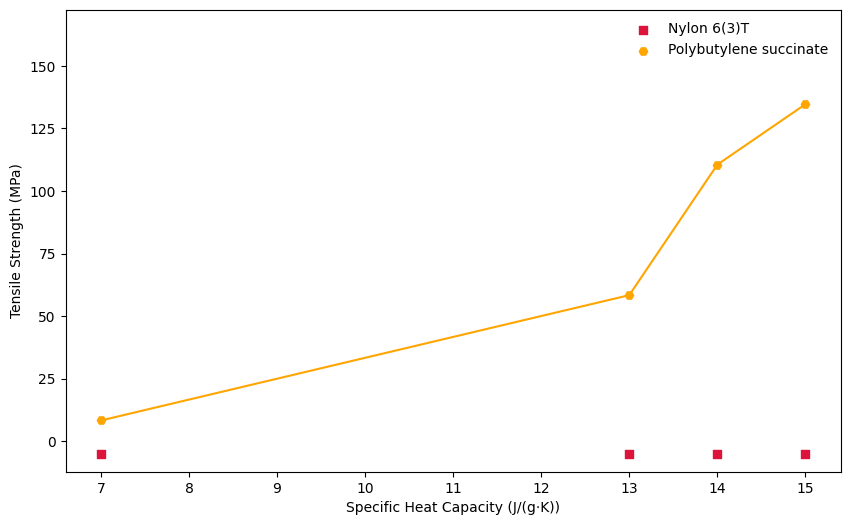 Nylon 6(3)T
Polybutylene succinate
150
125
100
75
50
25
0
Tensile Strength (MPa)
7 8 9 10 11 12 13 14 15
Specific Heat Capacity (J/(g·K))